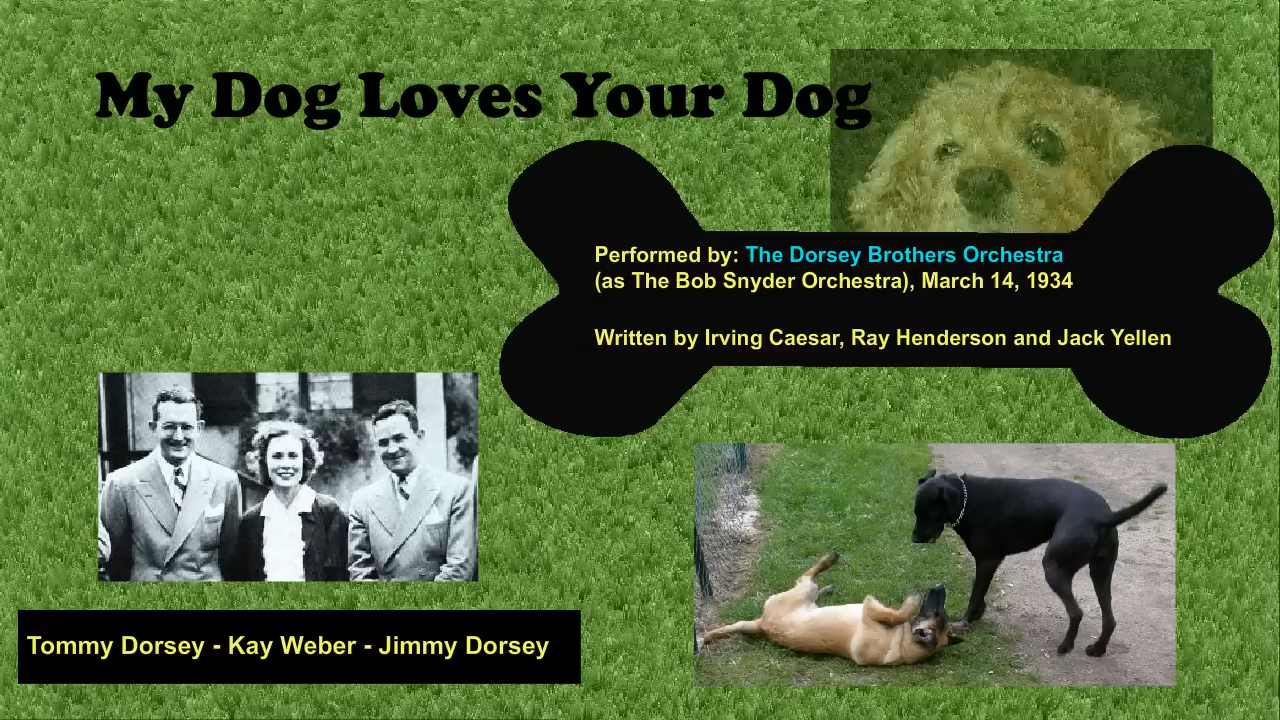 My Dog Loves Your Dog
Performed by: The Dorsey Brothers Orchestra
(as The Bob Snyder Orchestra), March 14, 1934
Written by Irving Caesar, Ray Henderson and Jack Yellen
Tommy Dorsey - Kay Weber - Jimmy Dorsey